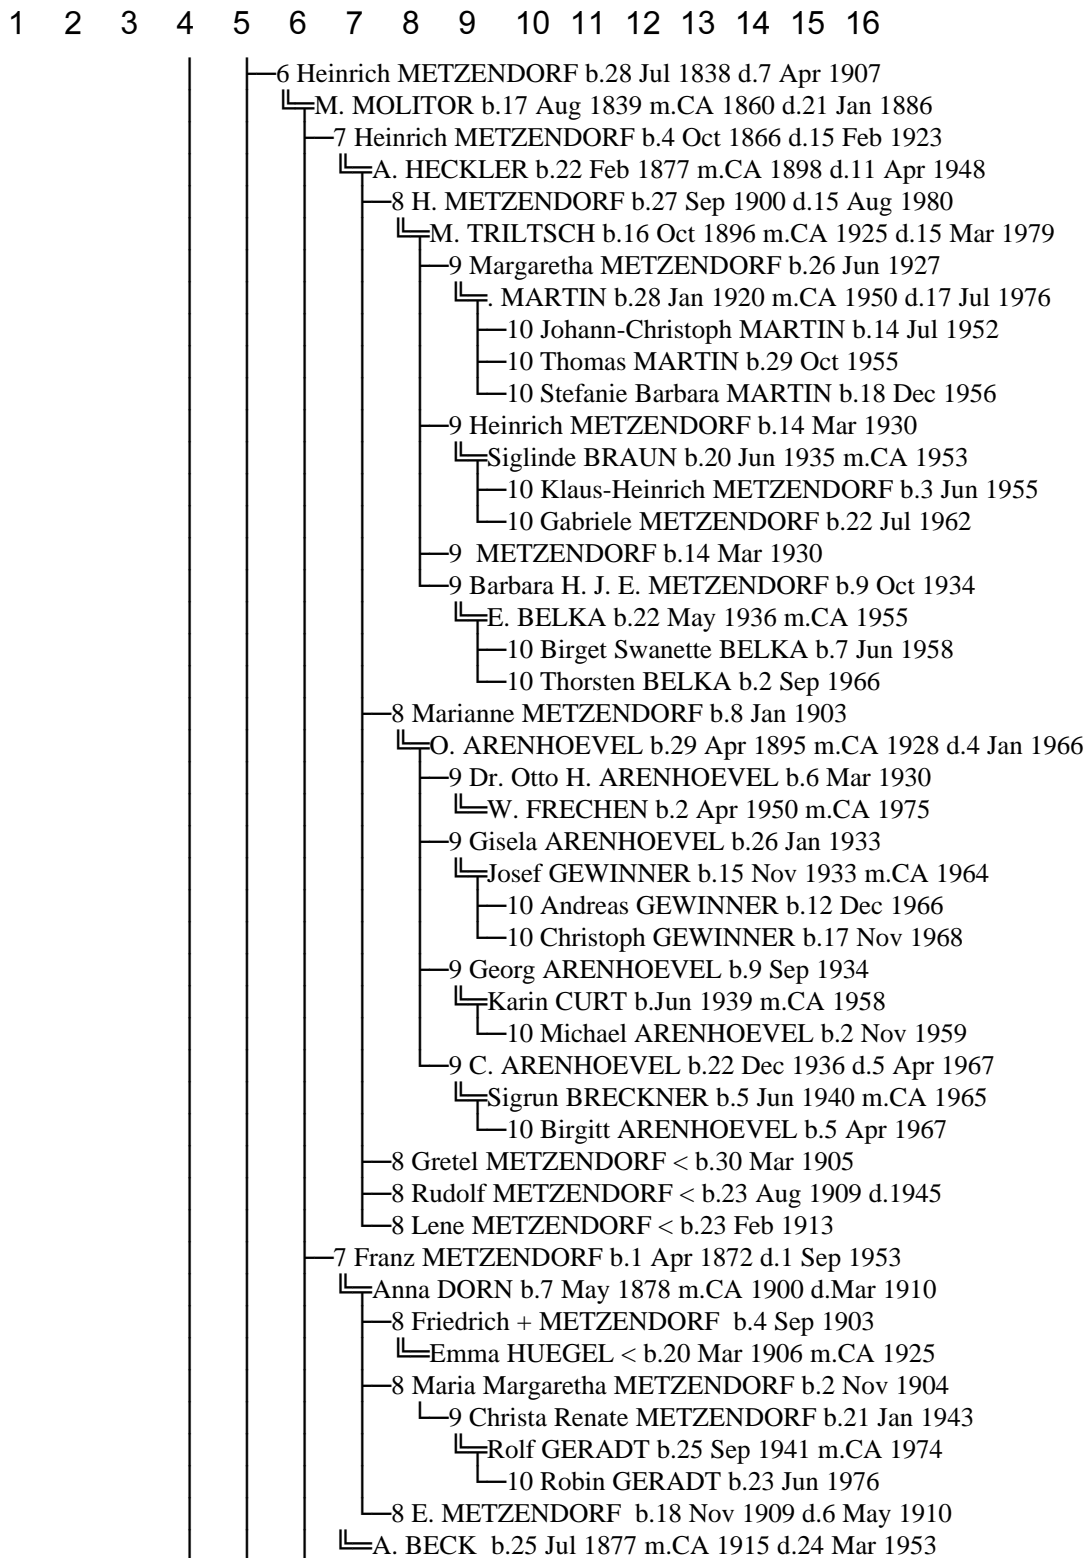 1 2 3 4 5 6 7 8 9 10 11 12 13 14 15 16
6 Heinrich METZENDORF b.28 Jul 1838 d.7 Apr 1907
M. MOLITOR b.17 Aug 1839 m.CA 1860 d.21 Jan 1886
7 Heinrich METZENDORF b.4 Oct 1866 d.15 Feb 1923
A. HECKLER b.22 Feb 1877 m.CA 1898 d.11 Apr 1948
8 H. METZENDORF b.27 Sep 1900 d.15 Aug 1980
M. TRILTSCH b.16 Oct 1896 m.CA 1925 d.15 Mar 1979
9 Margaretha METZENDORF b.26 Jun 1927
. MARTIN b.28 Jan 1920 m.CA 1950 d.17 Jul 1976
10 Johann-Christoph MARTIN b.14 Jul 1952
10 Thomas MARTIN b.29 Oct 1955
10 Stefanie Barbara MARTIN b.18 Dec 1956
9 Heinrich METZENDORF b.14 Mar 1930
Siglinde BRAUN b.20 Jun 1935 m.CA 1953
10 Klaus-Heinrich METZENDORF b.3 Jun 1955
10 Gabriele METZENDORF b.22 Jul 1962
9 METZENDORF b.14 Mar 1930
9 Barbara H. J. E. METZENDORF b.9 Oct 1934
E. BELKA b.22 May 1936 m.CA 1955
10 Birget Swanette BELKA b.7 Jun 1958
10 Thorsten BELKA b.2 Sep 1966
8 Marianne METZENDORF b.8 Jan 1903
O. ARENHOEVEL b.29 Apr 1895 m.CA 1928 d.4 Jan 1966
9 Dr. Otto H. ARENHOEVEL b.6 Mar 1930
W. FRECHEN b.2 Apr 1950 m.CA 1975
9 Gisela ARENHOEVEL b.26 Jan 1933
Josef GEWINNER b.15 Nov 1933 m.CA 1964
10 Andreas GEWINNER b.12 Dec 1966
10 Christoph GEWINNER b.17 Nov 1968
9 Georg ARENHOEVEL b.9 Sep 1934
Karin CURT b.Jun 1939 m.CA 1958
10 Michael ARENHOEVEL b.2 Nov 1959
9 C. ARENHOEVEL b.22 Dec 1936 d.5 Apr 1967
Sigrun BRECKNER b.5 Jun 1940 m.CA 1965
10 Birgitt ARENHOEVEL b.5 Apr 1967
8 Gretel METZENDORF < b.30 Mar 1905
8 Rudolf METZENDORF < b.23 Aug 1909 d.1945
8 Lene METZENDORF < b.23 Feb 1913
7 Franz METZENDORF b.1 Apr 1872 d.1 Sep 1953
Anna DORN b.7 May 1878 m.CA 1900 d.Mar 1910
8 Friedrich + METZENDORF b.4 Sep 1903
Emma HUEGEL < b.20 Mar 1906 m.CA 1925
8 Maria Margaretha METZENDORF b.2 Nov 1904
9 Christa Renate METZENDORF b.21 Jan 1943
Rolf GERADT b.25 Sep 1941 m.CA 1974
10 Robin GERADT b.23 Jun 1976
8 E. METZENDORF b.18 Nov 1909 d.6 May 1910
A. BECK b.25 Jul 1877 m.CA 1915 d.24 Mar 1953